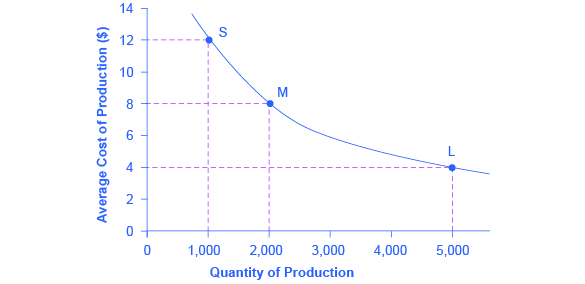 14
12
10
8
6
4
2
0
Average Cost of Production ($)
S
M
L
0 1,000 2,000 3,000 4,000 5,000
Quantity of Production